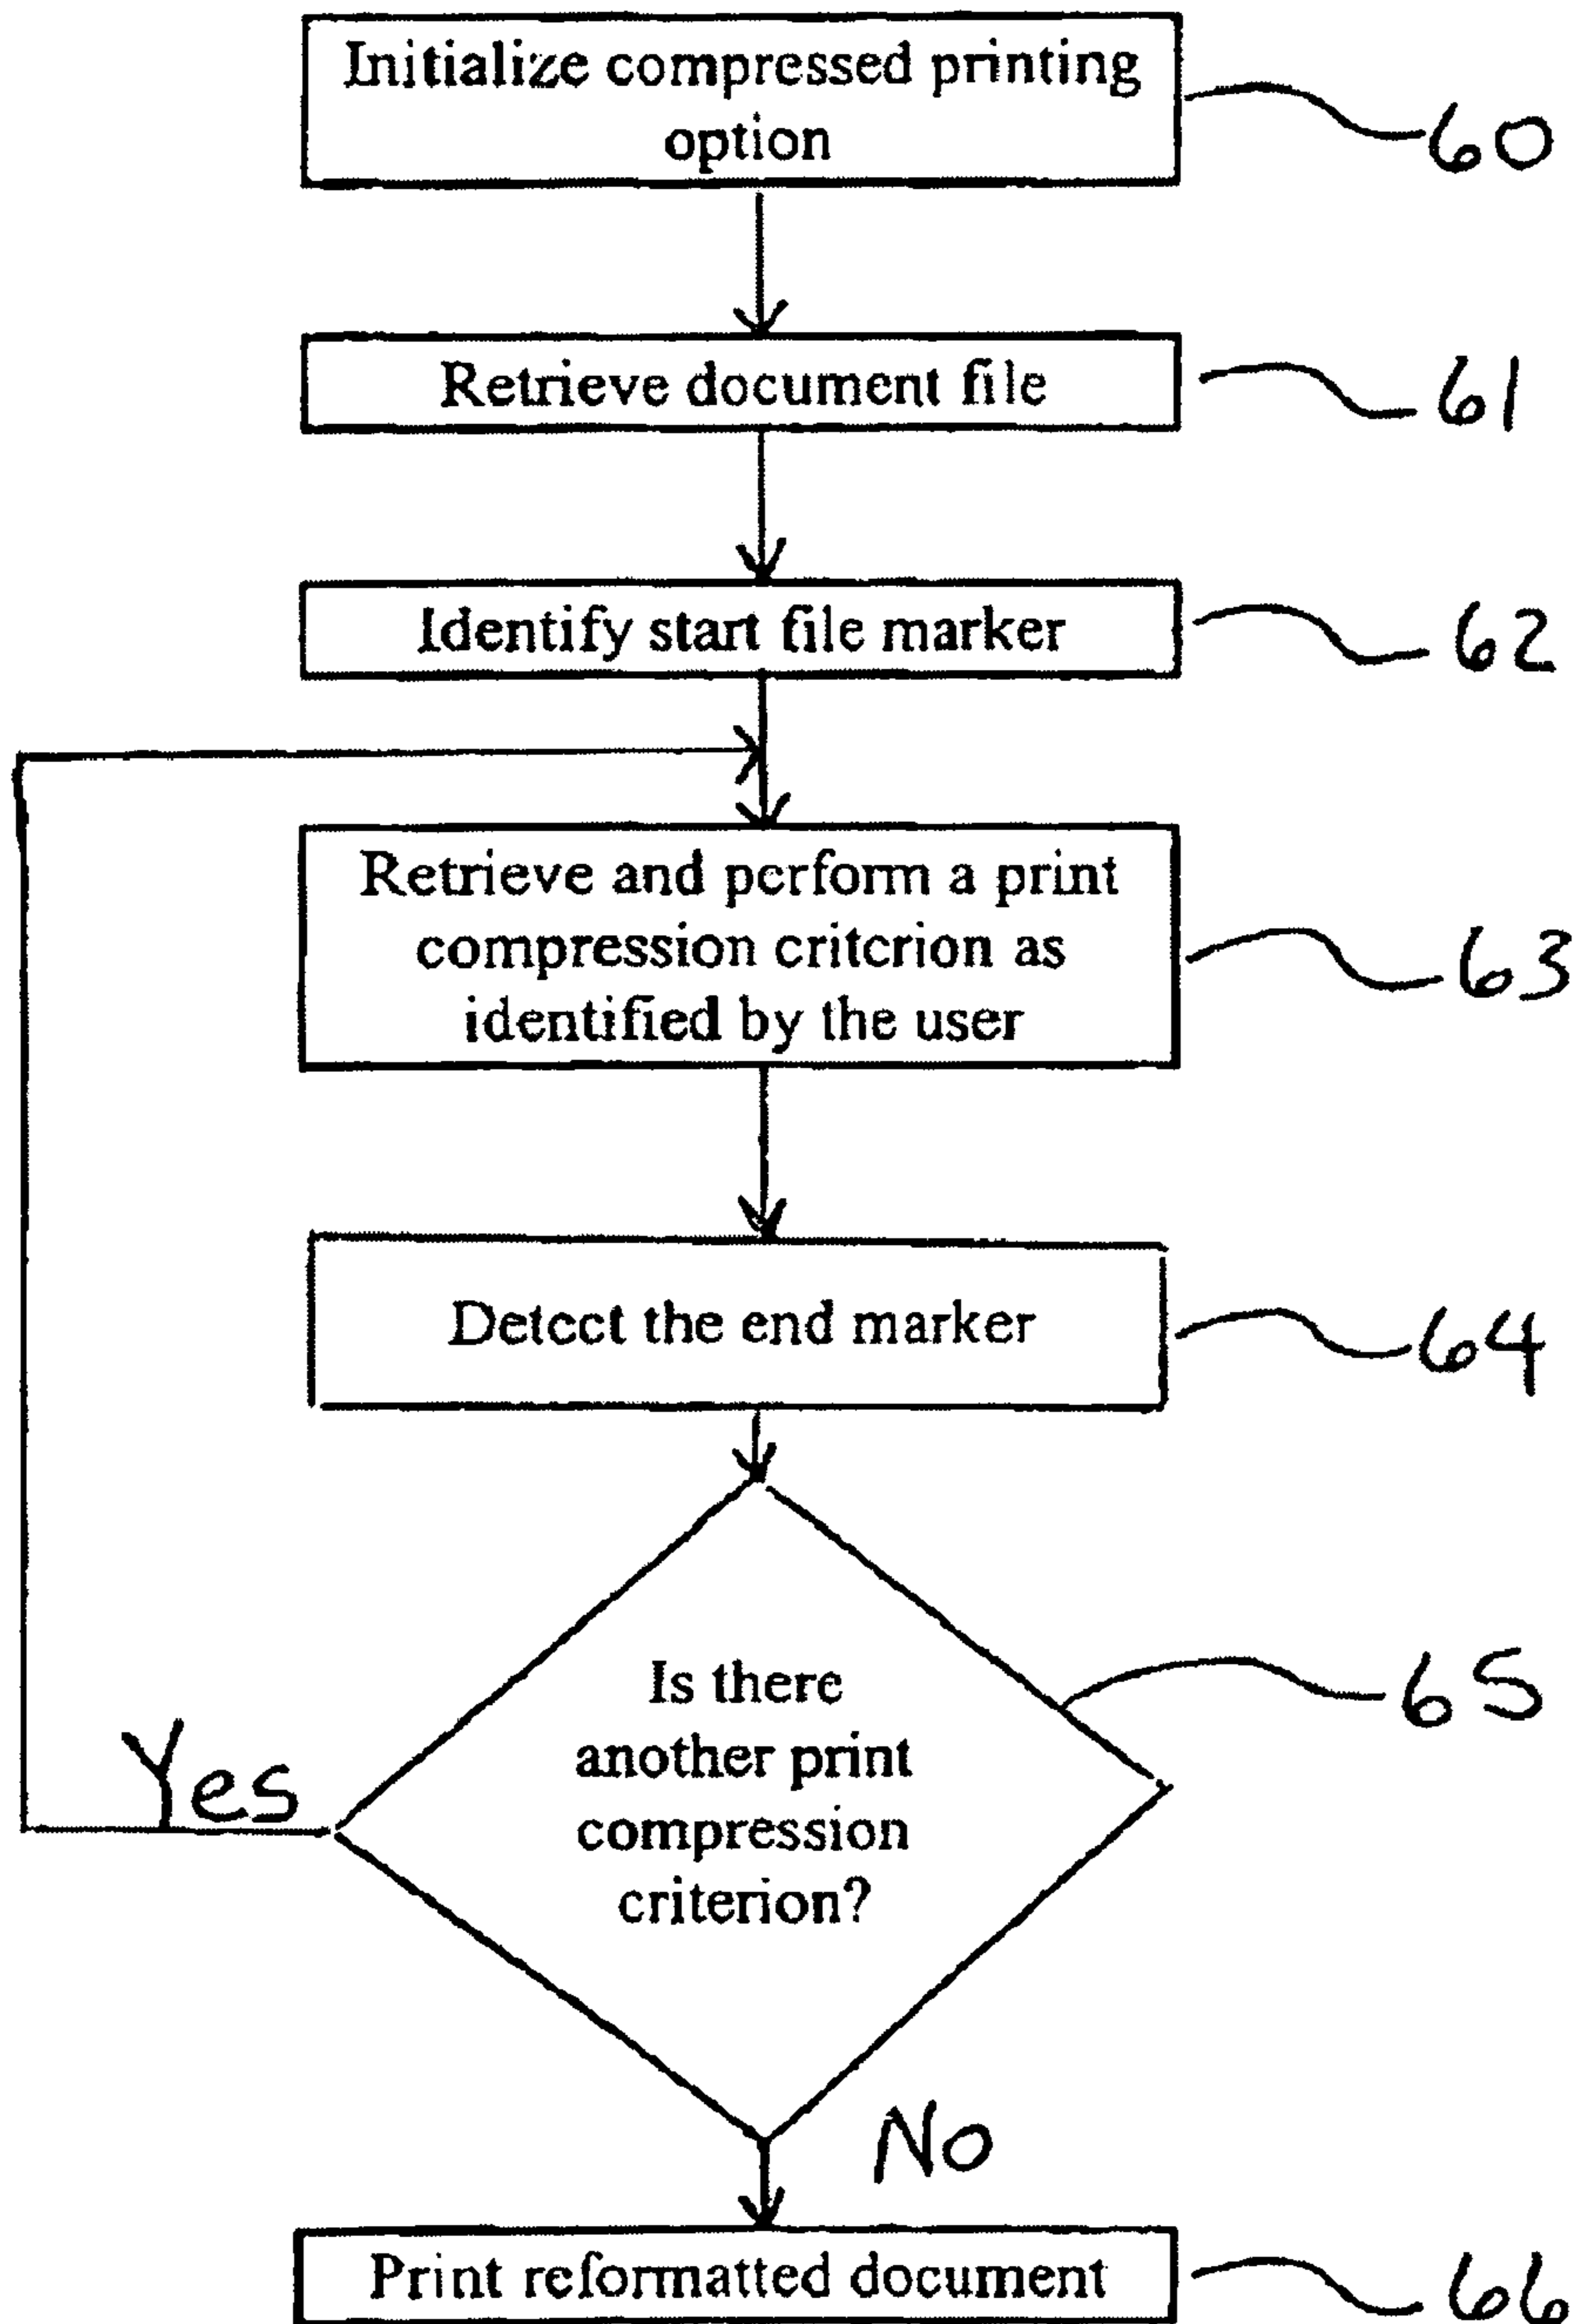 Initialize compressed printing
option
60
Retrieve document file
61
Identify start file marker
62
Retrieve and perform a print
compression criterion as
identified by the user
63
Detect the end marker
64
Is there
another print
compression
criterion?
65
Yes
No
Print reformatted document
66